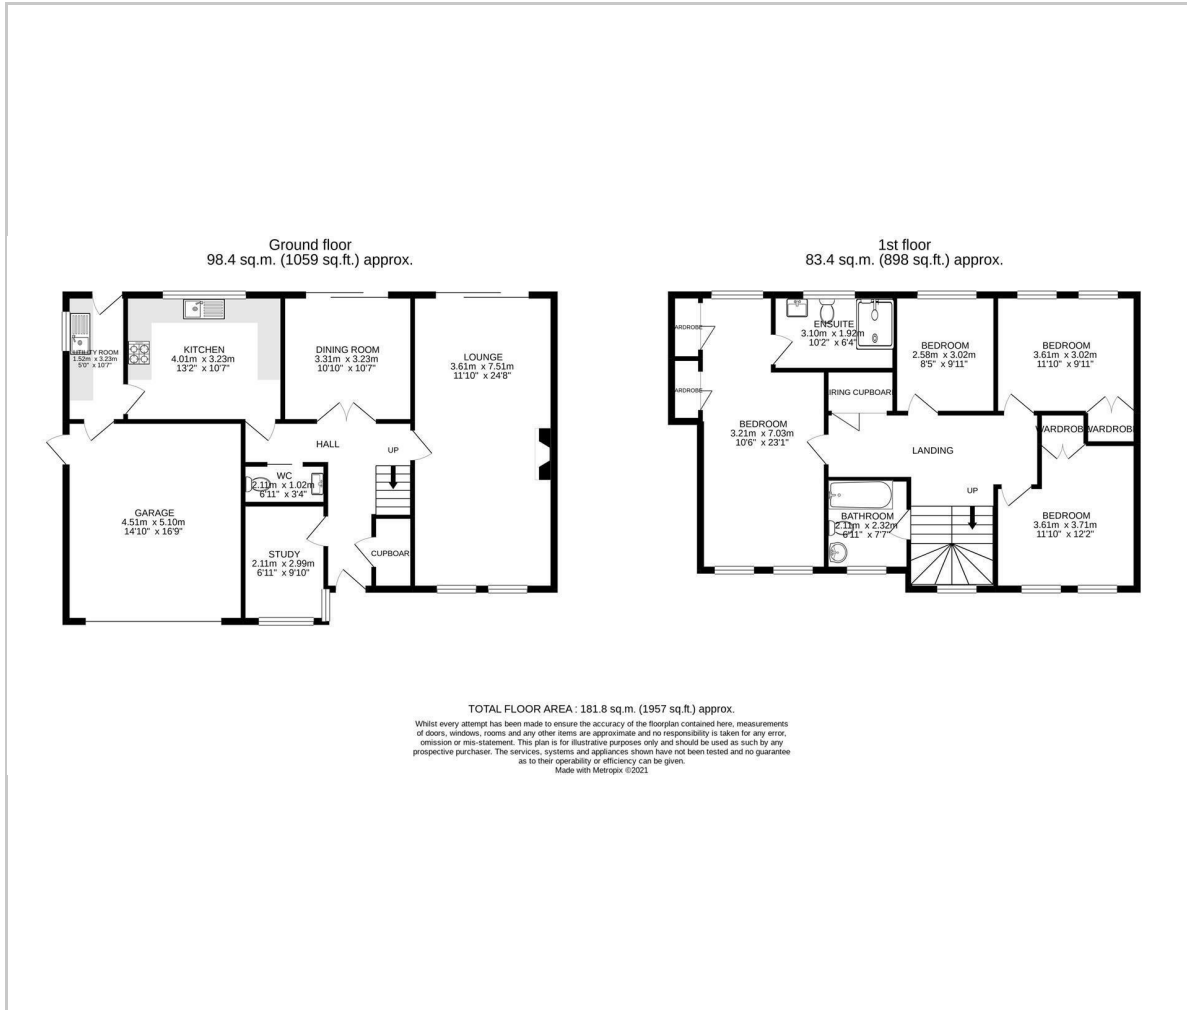 Ground floor
98.4 sq.m. (1059 sq.ft.) approx.
UTILITY ROOM
1.52m x 3.23m
5'0" x 10'7"
KITCHEN
4.01m x 3.23m
13'2" x 10'7"
DINING ROOM
3.31m x 3.23m
10'10" x 10'7"
LOUNGE
3.61m x 7.51m
11'10" x 24'8"
HALL
UP
WC
2.11m x 1.02m
6'11" x 3'4"
GARAGE
4.51m x 5.10m
14'10" x 16'9"
STUDY
2.11m x 2.99m
6'11" x 9'10"
CUPBOAR
1st floor
83.4 sq.m. (898 sq.ft.) approx.
ARDROBE
ENSUITE
3.10m x 1.92m
10'2" x 6'4"
BEDROOM
2.58m x 3.02m
8'5" x 9'11"
BEDROOM
3.61m x 3.02m
11'10" x 9'11"
ARDROBE
IRING CUPBOARD
BEDROOM
3.21m x 7.03m
10'6" x 23'1"
WARDROBE
WARDROBE
LANDING
UP
BATHROOM
2.11m x 2.32m
6'11" x 7'7"
BEDROOM
3.61m x 3.71m
11'10" x 12'2"
TOTAL FLOOR AREA : 181.8 sq.m. (1957 sq.ft.) approx.
Whilst every attempt has been made to ensure the accuracy of the floorplan contained here, measurements
of doors, windows, rooms and any other items are approximate and no responsibility is taken for any error,
omission or mis-statement. This plan is for illustrative purposes only and should be used as such by any
prospective purchaser. The services, systems and appliances shown have not been tested and no guarantee
as to their operability or efficiency can be given.
Made with Metropix ©2021